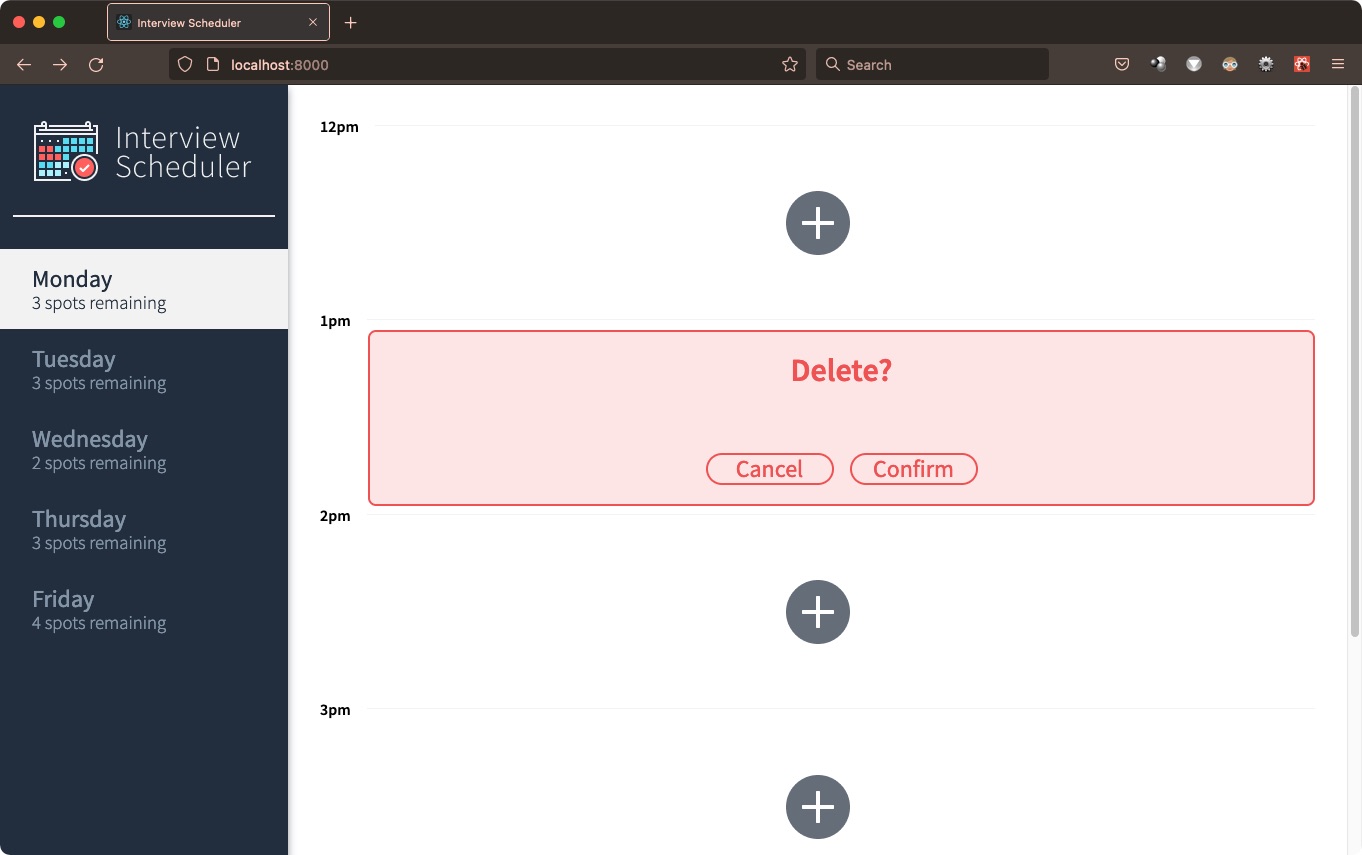 Interview Scheduler
localhost:8000
Search
Interview
Scheduler
Monday
3 spots remaining
Tuesday
3 spots remaining
Wednesday
2 spots remaining
Thursday
3 spots remaining
Friday
4 spots remaining
12pm
1pm
Delete?
Cancel Confirm
2pm
3pm